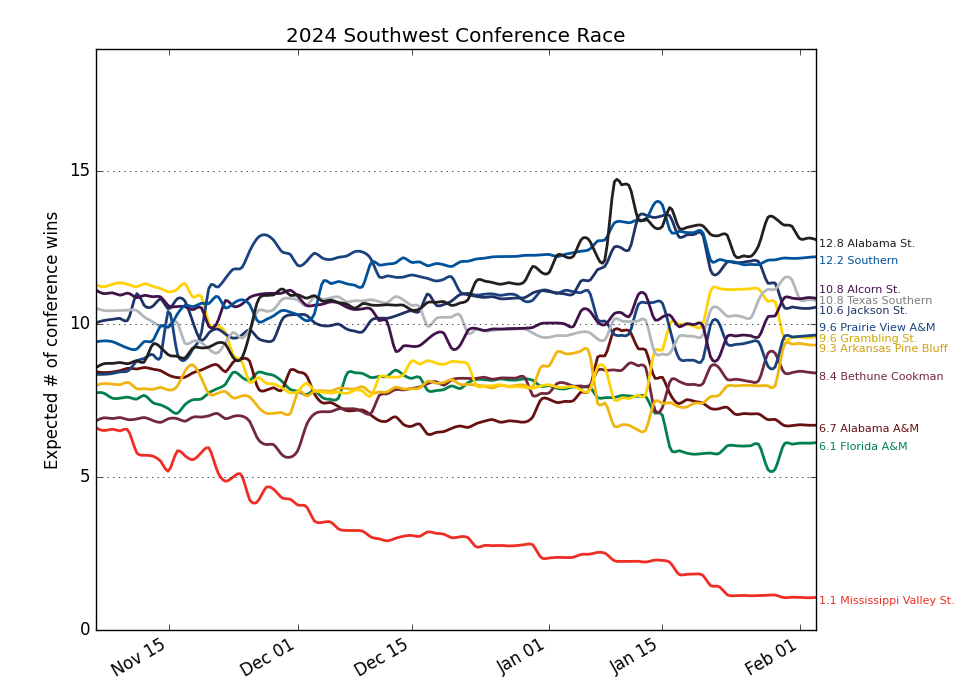 2024 Southwest Conference Race
Expected # of conference wins
15
10
5
0
Nov 15
Dec 01
Dec 15
Jan 01
Jan 15
Feb 01
12.8 Alabama St.
12.2 Southern
10.8 Alcorn St.
10.8 Texas Southern
10.6 Jackson St.
9.6 Prairie View A&M
9.6 Grambling St.
9.3 Arkansas Pine Bluff
8.4 Bethune Cookman
6.7 Alabama A&M
6.1 Florida A&M
1.1 Mississippi Valley St.